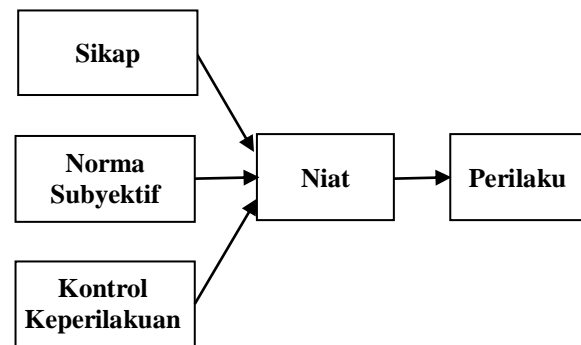 Sikap
Norma
Subyektif
Niat
Perilaku
Kontrol
Keperilakuan